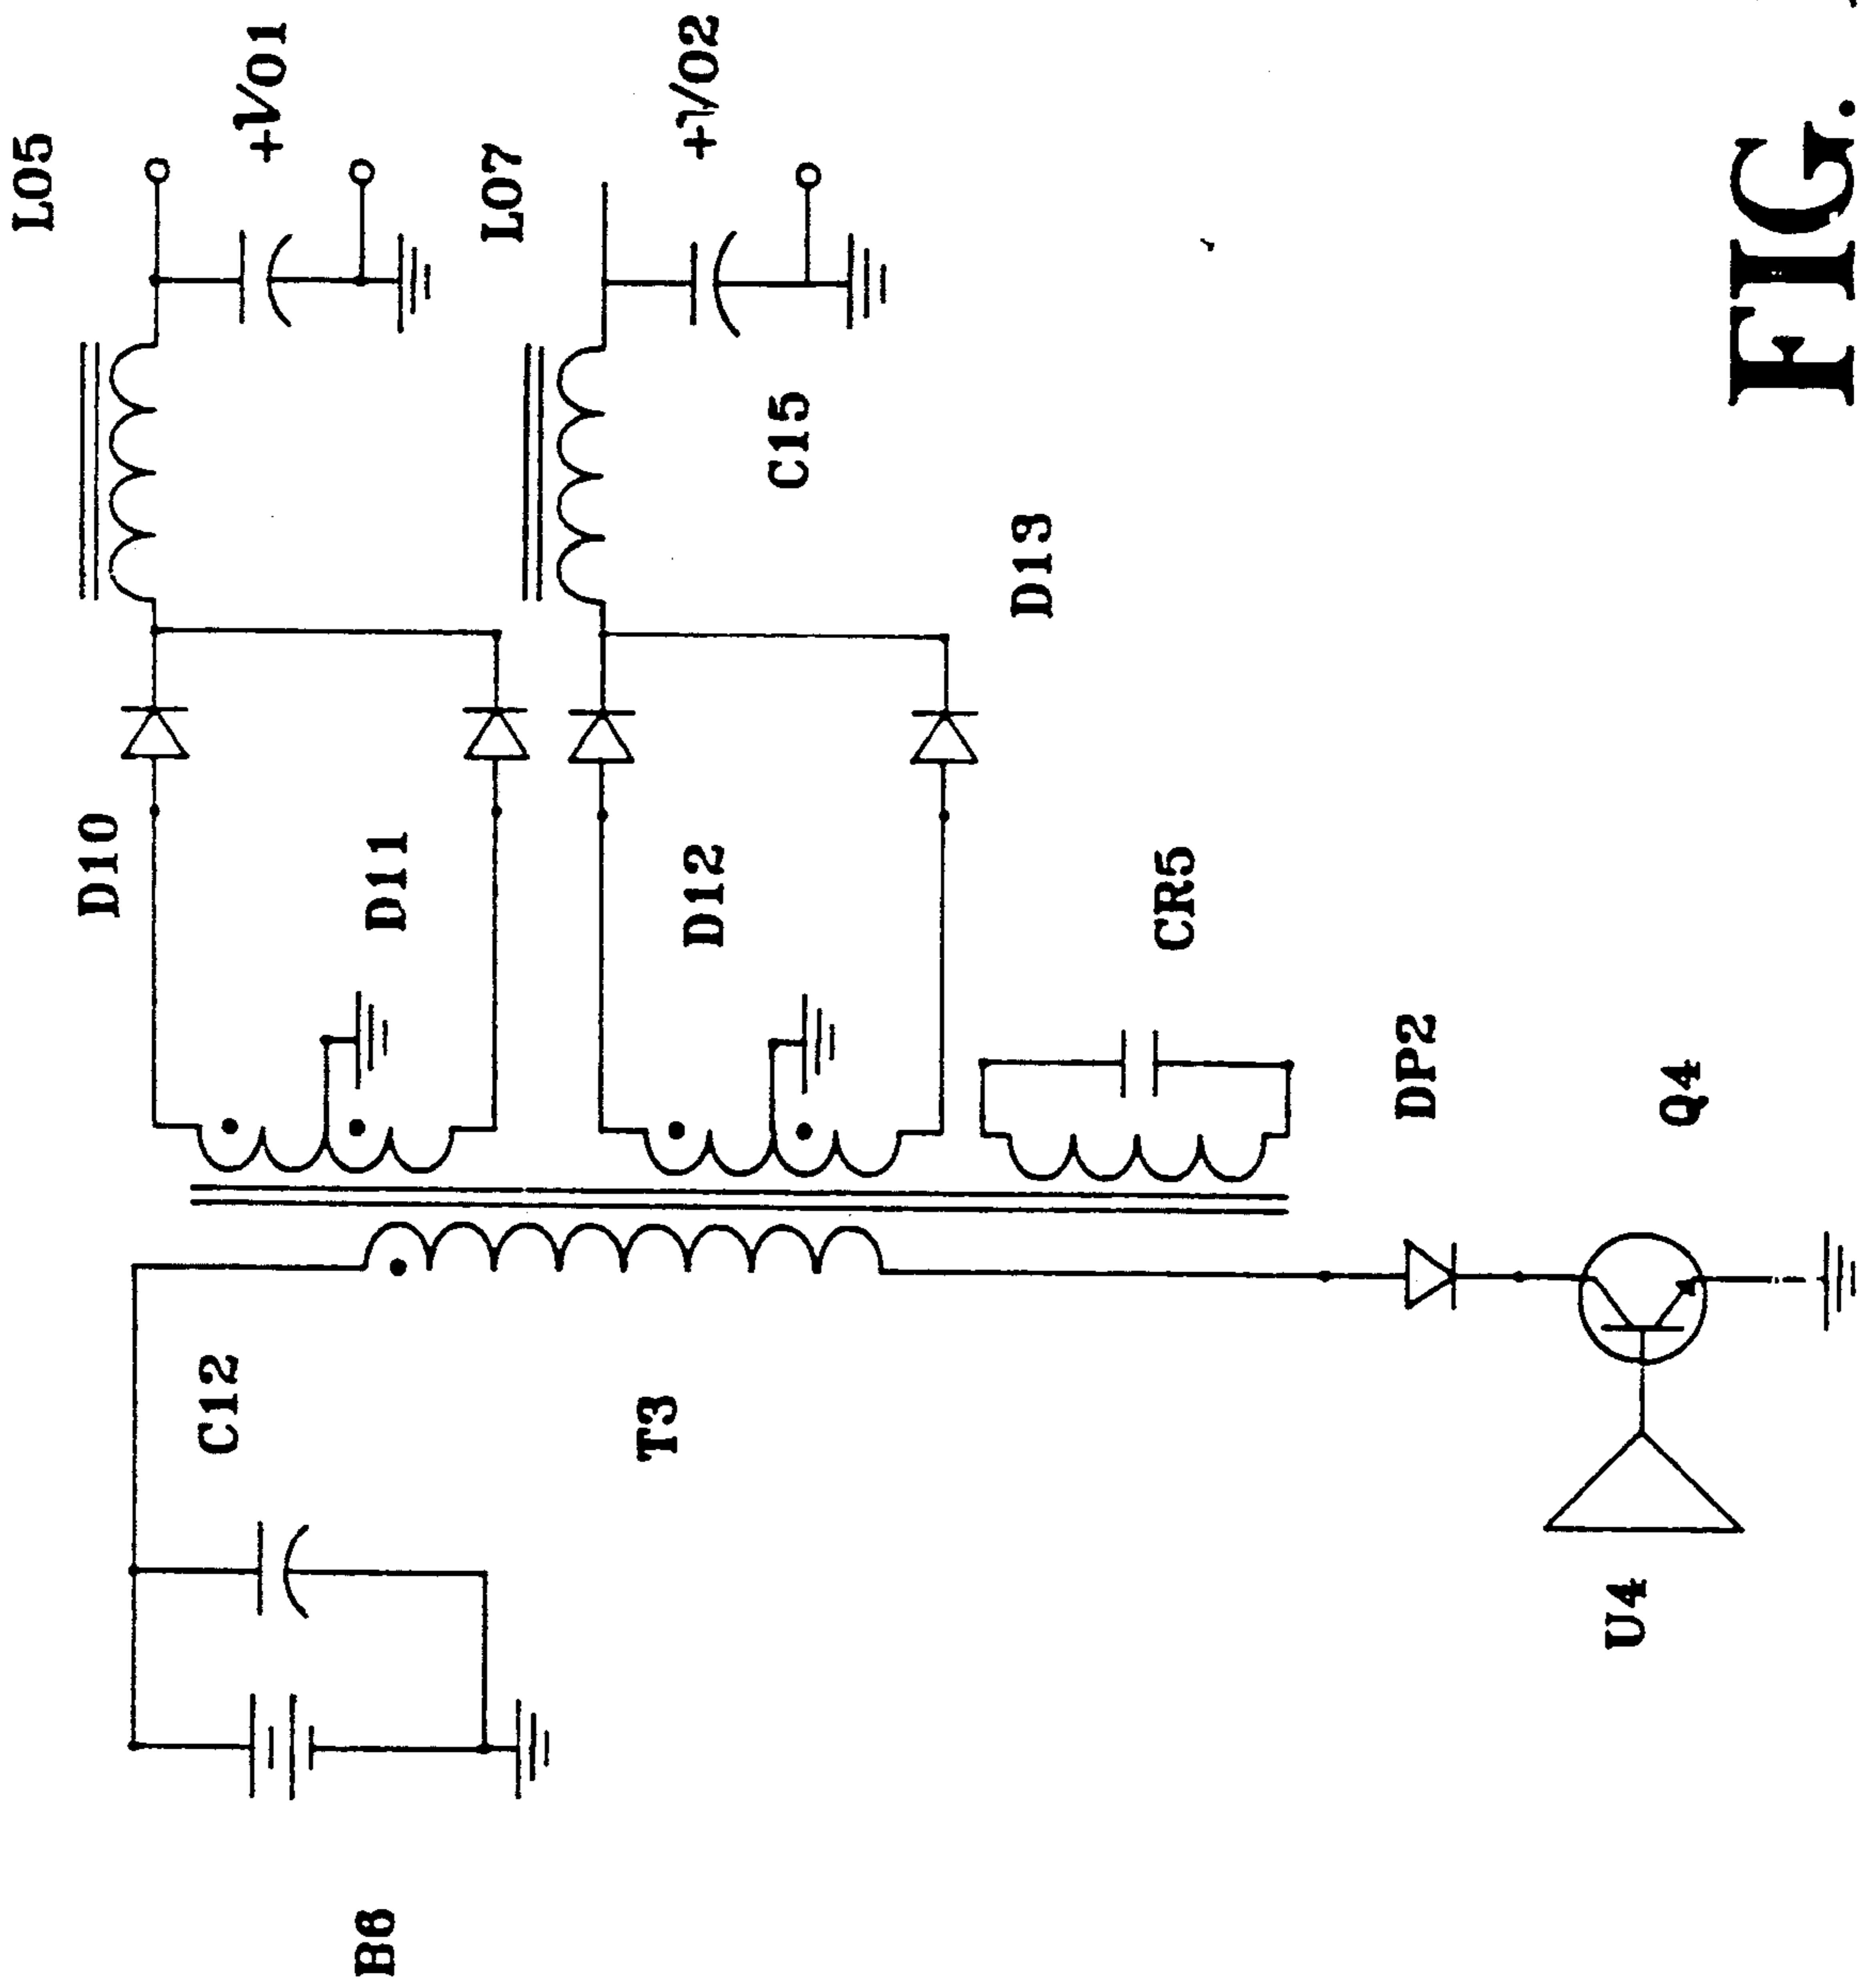 L05
+V01
L07
+V02
D10
D11
C15
D12
D13
C12
CR5
T3
DP2
B6
Q4
U4
FIG.